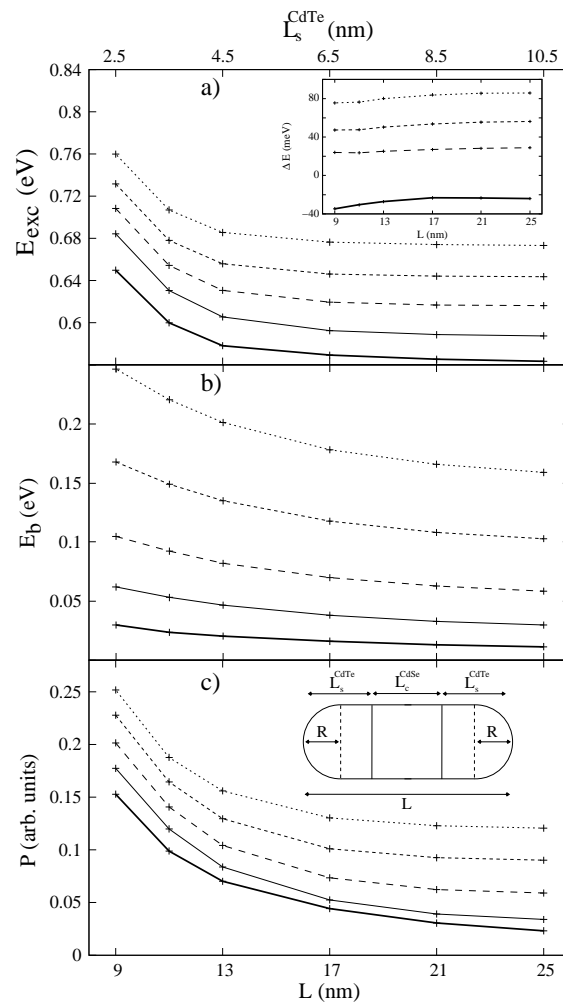 L_s^CdTe (nm)
2.5 4.5 6.5 8.5 10.5
a)
E_exc (eV)
0.84
0.8
0.76
0.72
0.68
0.64
0.6
ΔE (meV)
80
40
0
−40
9 13 17 21 25
L (nm)
b)
E_b (eV)
0.2
0.15
0.1
0.05
c)
P (arb. units)
0.25
0.2
0.15
0.1
0.05
0
L_s^CdTe L_c^CdSe L_s^CdTe
R R
L
9 13 17 21 25
L (nm)